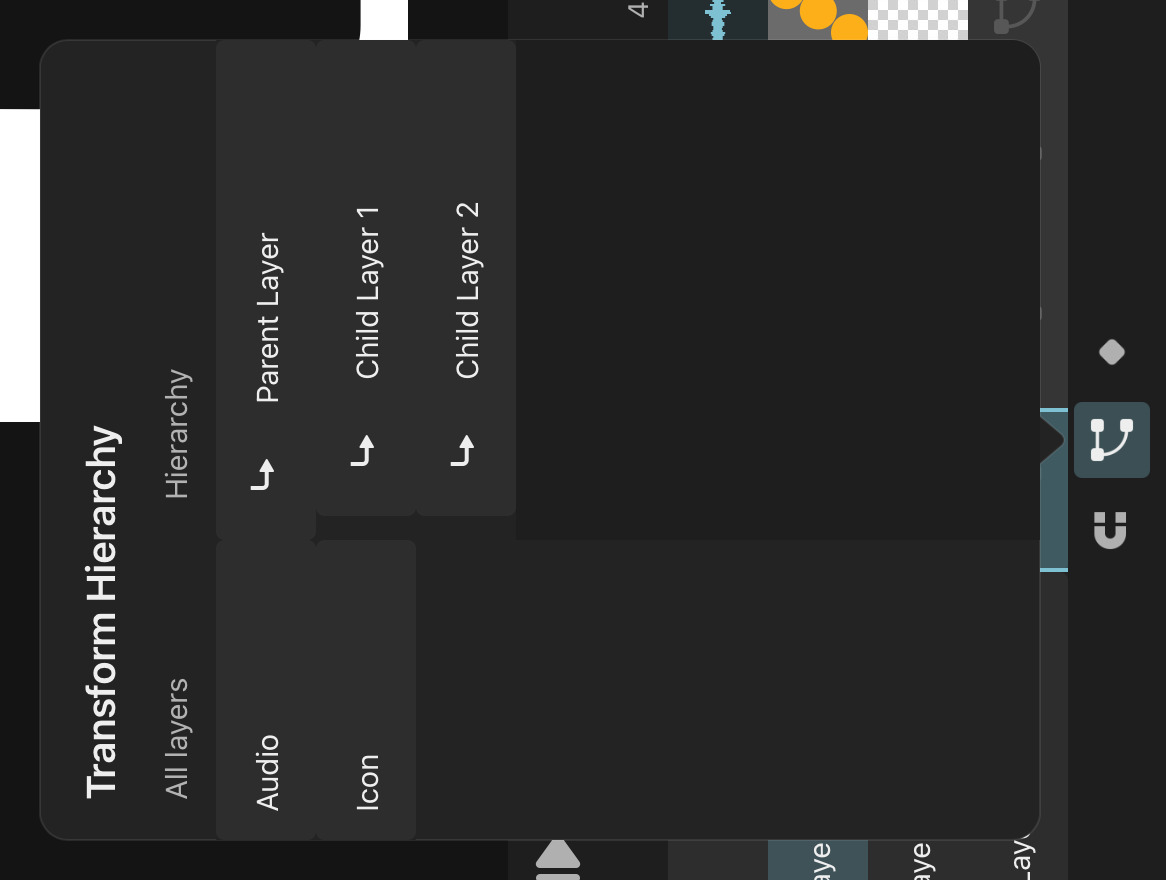 Transform Hierarchy
All layers
Hierarchy
Audio
Parent Layer
Icon
Child Layer 1
Child Layer 2
4
aye
aye
Lay